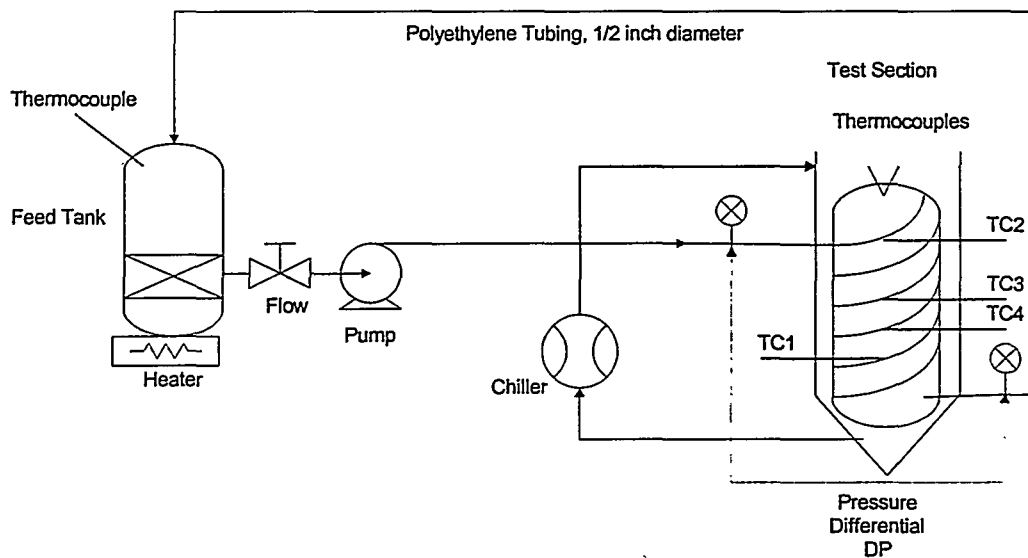 Polyethylene Tubing, 1/2 inch diameter
Test Section
Thermocouple
Thermocouples
Feed Tank
TC2
Flow
TC3
Pump
TC4
TC1
Heater
Chiller
Pressure
Differential
DP